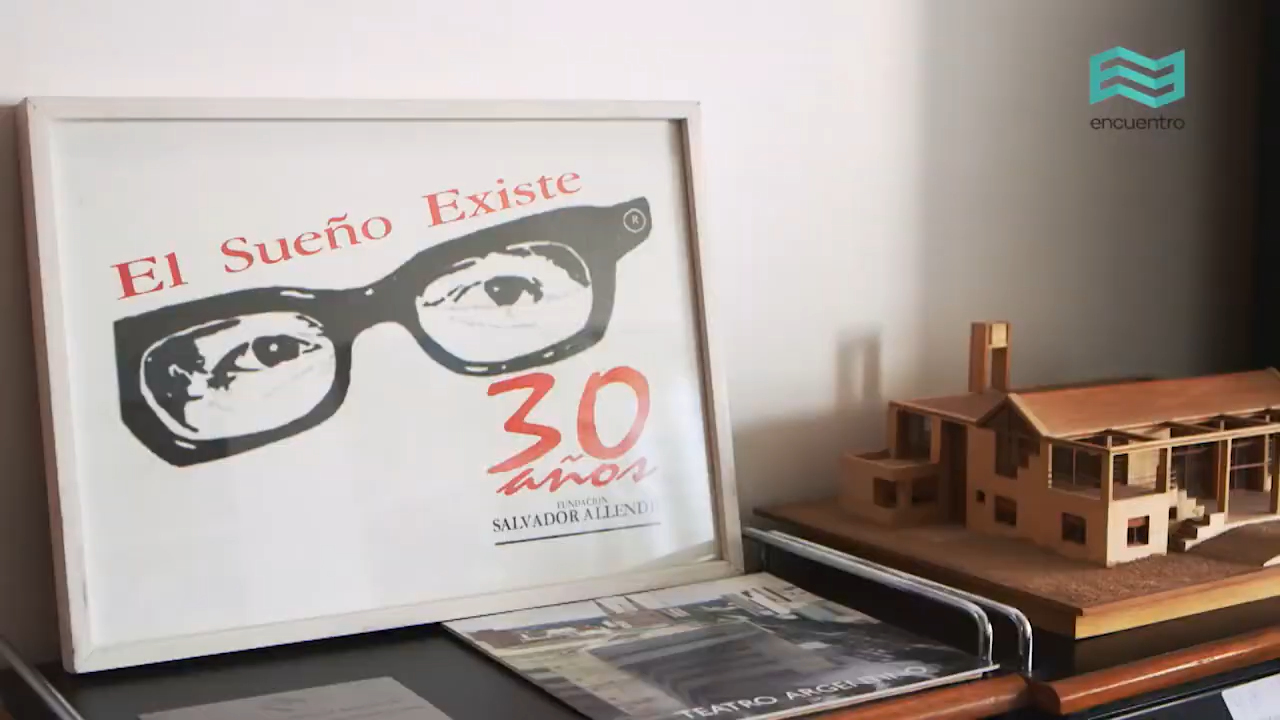 encuentro
El Sueño Existe
R
30
años
FUNDACION
SALVADOR ALLENDE
TEATRO ARGENTINO